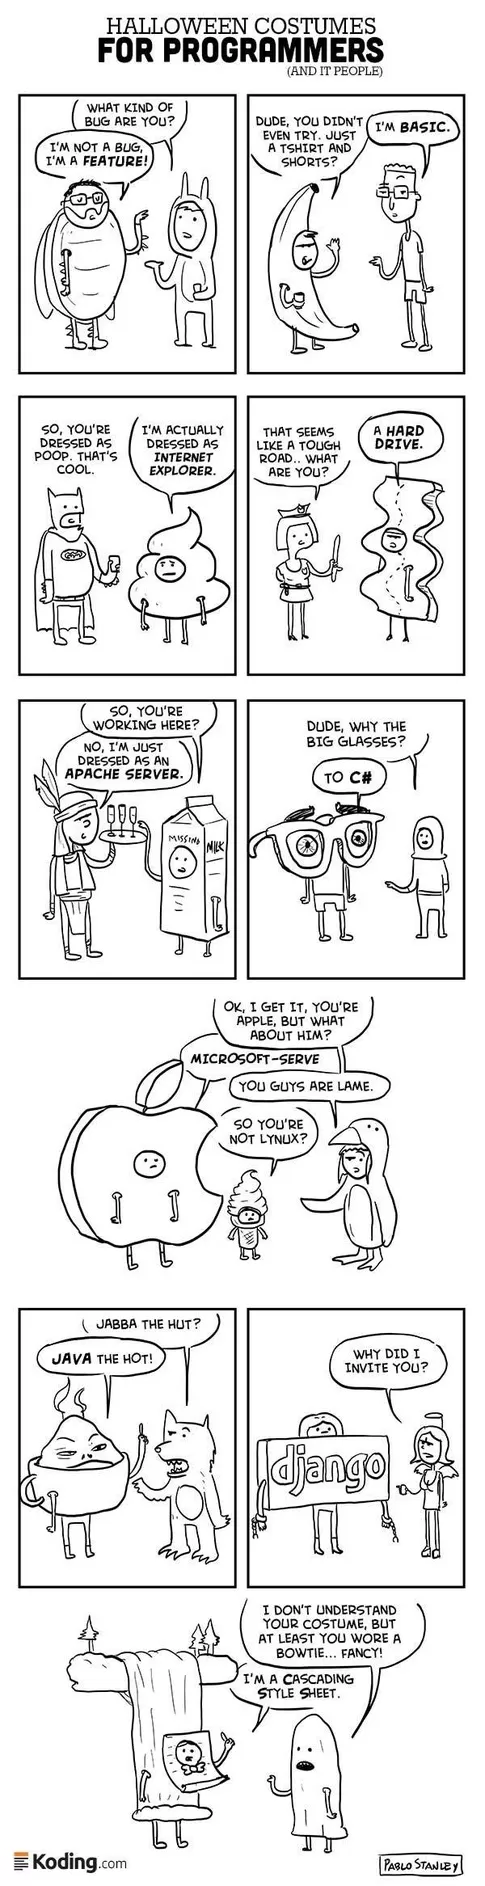 HALLOWEEN COSTUMES
FOR PROGRAMMERS
(AND IT PEOPLE)
WHAT KIND OF
BUG ARE YOU?
I'M NOT A BUG,
I'M A FEATURE!
DUDE, YOU DIDN'T
EVEN TRY. JUST
A TSHIRT AND
SHORTS?
I'M BASIC.
SO, YOU'RE
DRESSED AS
POOP. THAT'S
COOL.
I'M ACTUALLY
DRESSED AS
INTERNET
EXPLORER.
THAT SEEMS
LIKE A TOUGH
ROAD.. WHAT
ARE YOU?
A HARD
DRIVE.
SO, YOU'RE
WORKING HERE?
NO, I'M JUST
DRESSED AS AN
APACHE SERVER.
MISSING
MILK
DUDE, WHY THE
BIG GLASSES?
TO C#
OK, I GET IT, YOU'RE
APPLE, BUT WHAT
ABOUT HIM?
MICROSOFT-SERVE
YOU GUYS ARE LAME.
SO YOU'RE
NOT LYNUX?
JABBA THE HUT?
JAVA THE HOT!
WHY DID I
INVITE YOU?
django
I DON'T UNDERSTAND
YOUR COSTUME, BUT
AT LEAST YOU WORE A
BOWTIE... FANCY!
I'M A CASCADING
STYLE SHEET.
Koding.com
PABLO STANLEY